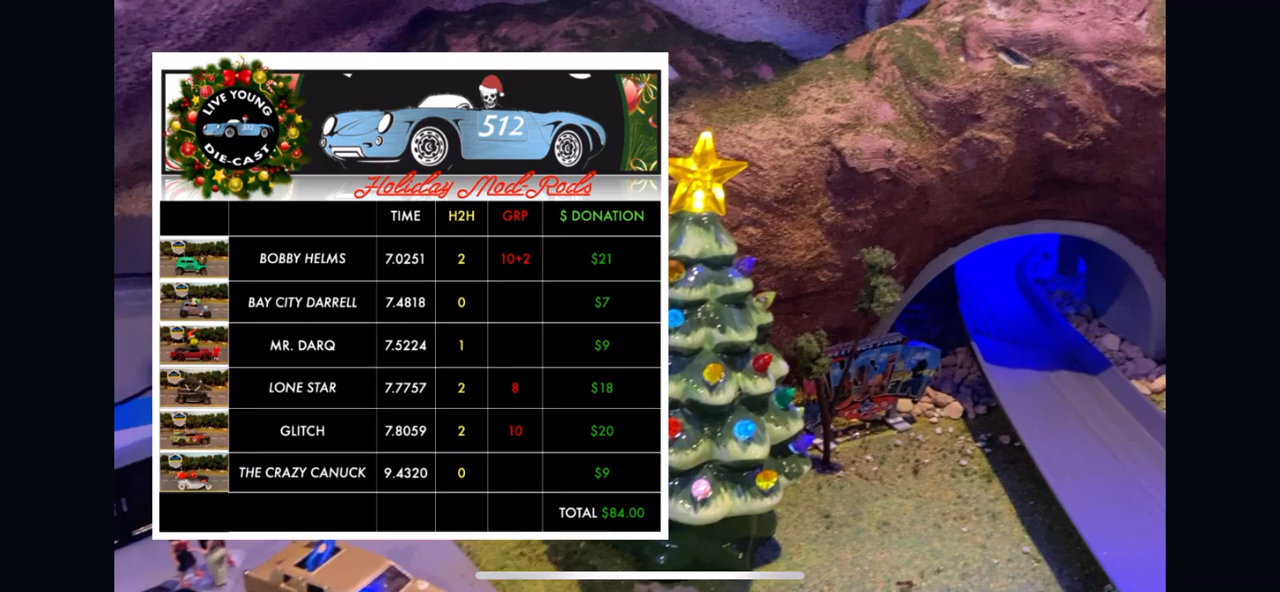 LIVE YOUNG
512
DIE-CAST
512
Holiday Mod-Rods
TIME H2H GRP $ DONATION
BOBBY HELMS 7.0251 2 10+2 $21
BAY CITY DARRELL 7.4818 0 $7
MR. DARQ 7.5224 1 $9
LONE STAR 7.7757 2 8 $18
GLITCH 7.8059 2 10 $20
THE CRAZY CANUCK 9.4320 0 $9
TOTAL $84.00